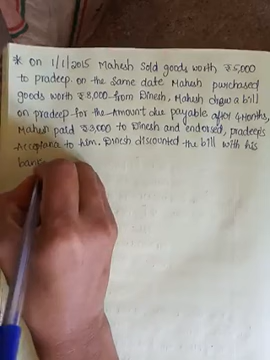 * On 1/1/2015 Mahesh Sold goods worth ₹5,000
to pradeep on the same date Mahesh purchased
goods worth ₹8,000 from Dinesh, Mahesh drew a bill
on pradeep for the Amount due payable after 4 Months,
Mahesh paid ₹3,000 to Dinesh and endorsed, pradeep's
Acceptance to him. Dinesh discounted the bill with his
bank